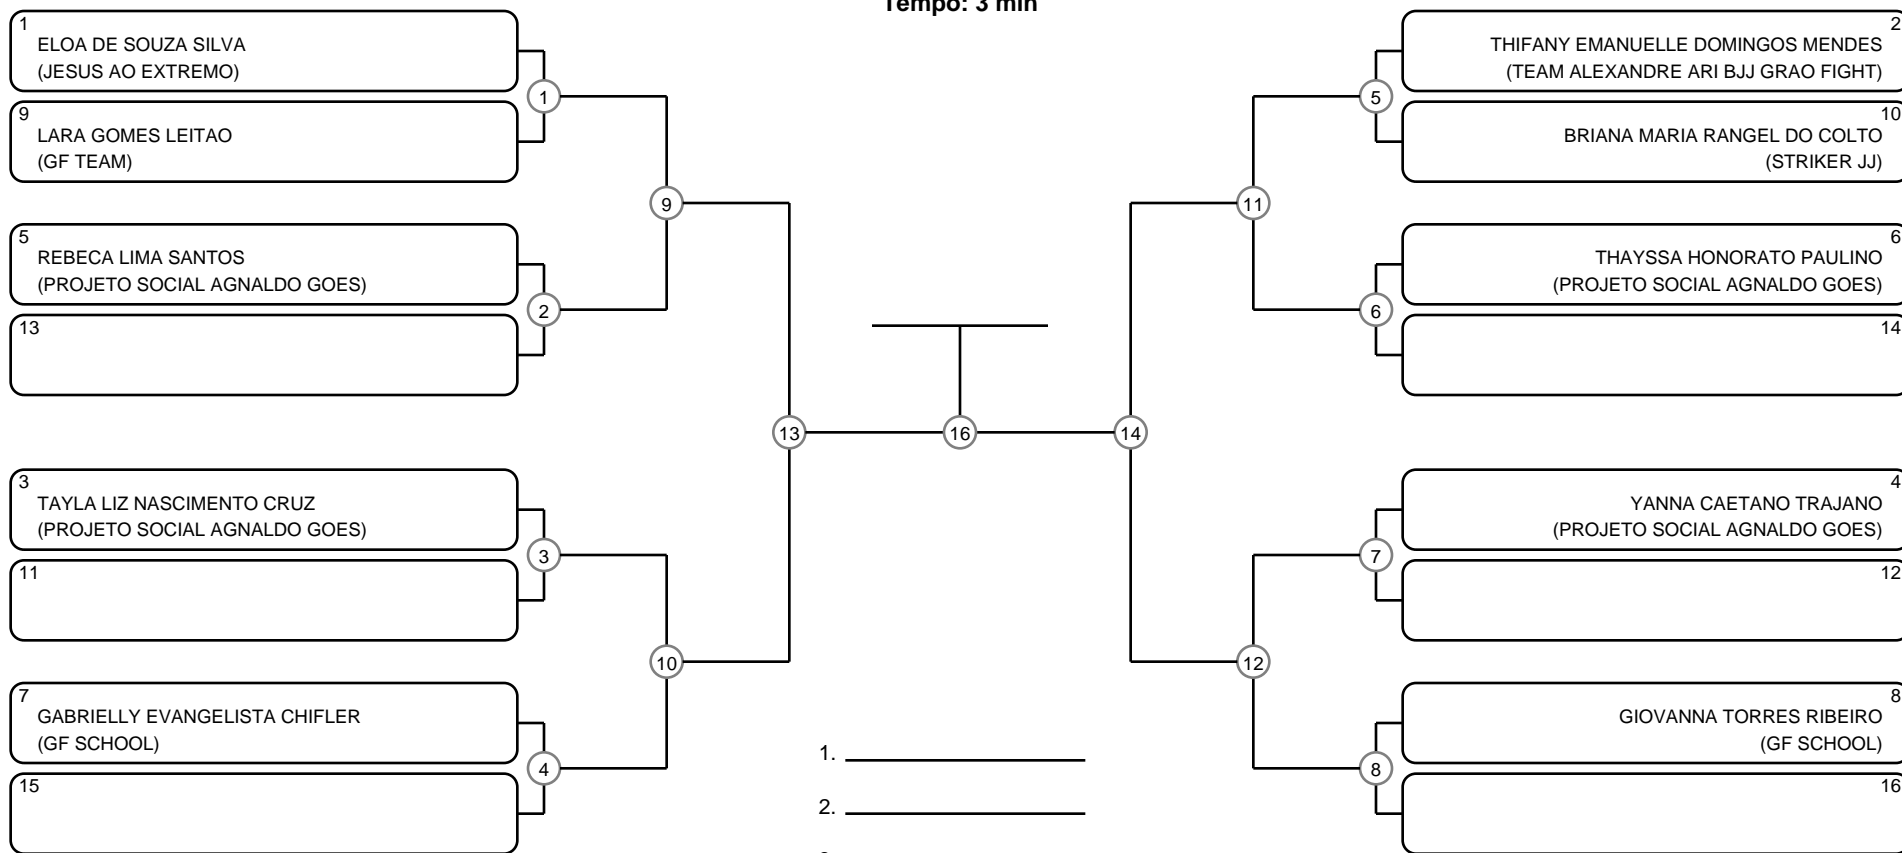 Tempo: 3 min
1
ELOA DE SOUZA SILVA
(JESUS AO EXTREMO)
9
LARA GOMES LEITAO
(GF TEAM)
1
5
REBECA LIMA SANTOS
(PROJETO SOCIAL AGNALDO GOES)
13
2
9
3
TAYLA LIZ NASCIMENTO CRUZ
(PROJETO SOCIAL AGNALDO GOES)
11
3
7
GABRIELLY EVANGELISTA CHIFLER
(GF SCHOOL)
15
4
10
13
16
14
2
THIFANY EMANUELLE DOMINGOS MENDES
(TEAM ALEXANDRE ARI BJJ GRAO FIGHT)
10
BRIANA MARIA RANGEL DO COLTO
(STRIKER JJ)
5
6
THAYSSA HONORATO PAULINO
(PROJETO SOCIAL AGNALDO GOES)
14
6
11
4
YANNA CAETANO TRAJANO
(PROJETO SOCIAL AGNALDO GOES)
12
7
8
GIOVANNA TORRES RIBEIRO
(GF SCHOOL)
16
8
12
1.
2.